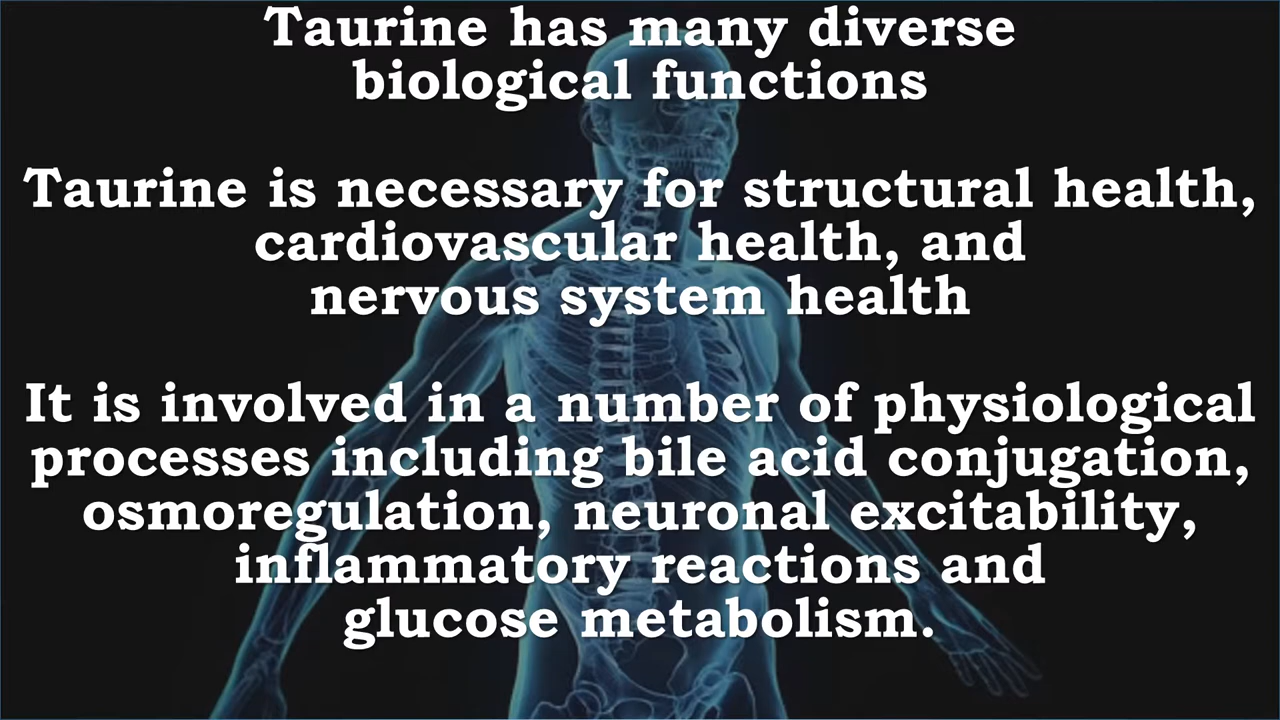 Taurine has many diverse
biological functions
Taurine is necessary for structural health,
cardiovascular health, and
nervous system health
It is involved in a number of physiological
processes including bile acid conjugation,
osmoregulation, neuronal excitability,
inflammatory reactions and
glucose metabolism.